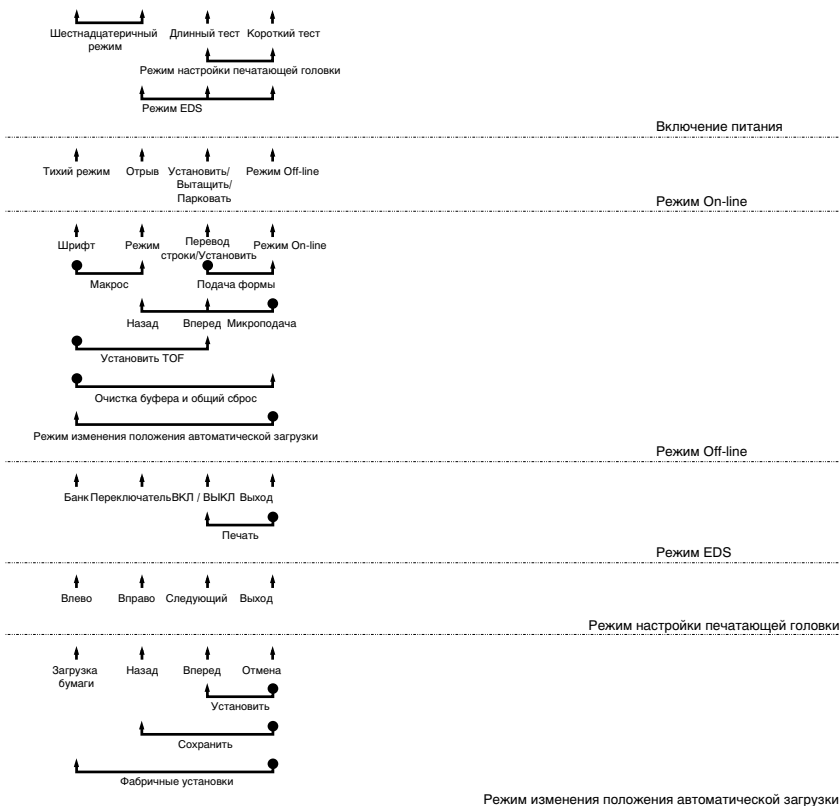 Шестнадцатеричный
режим
Длинный тест
Короткий тест
Режим настройки печатающей головки
Режим EDS
Включение питания
Тихий режим
Отрыв
Установить/
Вытащить/
Парковать
Режим Off-line
Режим On-line
Шрифт
Режим
Перевод
строки/Установить
Режим On-line
Макрос
Подача формы
Назад
Вперед
Микроподача
Установить TOF
Очистка буфера и общий сброс
Режим изменения положения автоматической загрузки
Режим Off-line
Банк
Переключатель
ВКЛ / ВЫКЛ
Выход
Печать
Режим EDS
Влево
Вправо
Следующий
Выход
Режим настройки печатающей головки
Загрузка
бумаги
Назад
Вперед
Отмена
Установить
Сохранить
Фабричные установки
Режим изменения положения автоматической загрузки